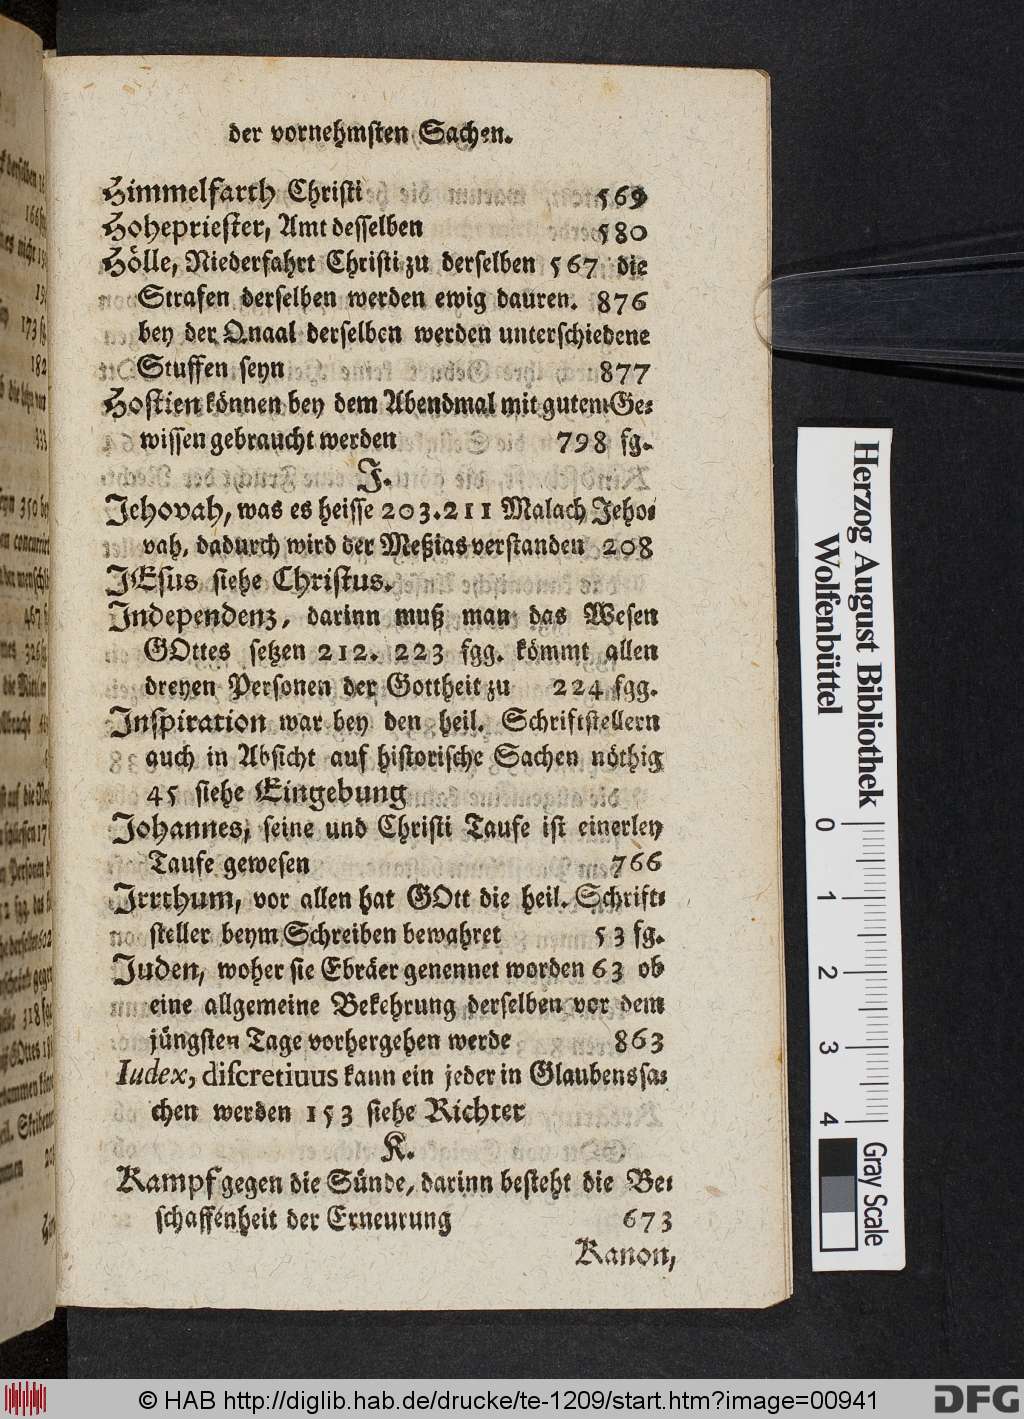 der vornehmsten Sachen.
Himmelfarth Christi 569
Hohepriester, Amt desselben 580
Hölle, Niederfahrt Christi zu derselben 567 die
Strafen derselben werden ewig dauren. 876
bey der Quaal derselben werden unterschiedene
Stuffen seyn 877
Hostien können bey dem Abendmal mit gutem Ge-
wissen gebraucht werden 798 fg.
J.
Jehovah, was es heisse 203.211 Malach Jeho-
vah, dadurch wird der Meßias verstanden 208
JEsus siehe Christus.
Independenz, darinn muß man das Wesen
GOttes setzen 212. 223 fgg. kömmt allen
dreyen Personen der Gottheit zu 224 fgg.
Inspiration war bey den heil. Schriftstellern
auch in Absicht auf historische Sachen nöthig
45 siehe Eingebung
Johannes, seine und Christi Taufe ist einerley
Taufe gewesen 766
Irrthum, vor allen hat GOtt die heil. Schrift-
steller beym Schreiben bewahret 53 fg.
Juden, woher sie Ebräer genennet worden 63 ob
eine allgemeine Bekehrung derselben vor dem
jüngsten Tage vorhergehen werde 863
Iudex, discretiuus kann ein jeder in Glaubenssa-
chen werden 153 siehe Richter
K.
Kampf gegen die Sünde, darinn besteht die Be-
schaffenheit der Erneurung 673
Kanon,
Herzog August Bibliothek
Wolfenbüttel
0 1 2 3 4
Gray Scale
© HAB http://diglib.hab.de/drucke/te-1209/start.htm?image=00941
DFG